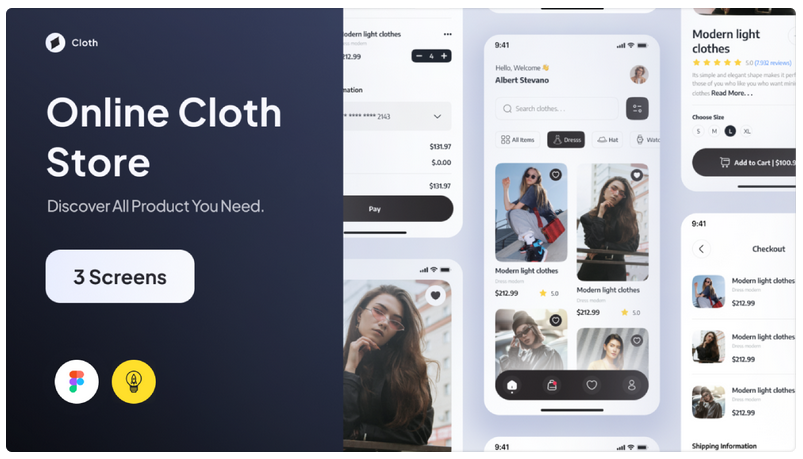 Cloth
Online Cloth
Store
Discover All Product You Need.
3 Screens
Modern light clothes
Dress modern
212.99
4
mation
* **** **** 2143
$131.97
$.0.00
$131.97
Pay
9:41
Hello, Welcome 👋
Albert Stevano
Search clothes. . .
All Items
Dress
Hat
Watc
Modern light clothes
Dress modern
$212.99
5.0
Modern light clothes
Dress modern
$212.99
5.0
9:41
Modern light
clothes
5.0 (7.932 reviews)
Its simple and elegant shape makes it perf
those of you who like you who want mini
clothes Read More. . .
Choose Size
S
M
L
XL
Add to Cart | $100.9
9:41
Checkout
Modern light clothes
Dress modern
$212.99
Modern light clothes
Dress modern
$212.99
Modern light clothes
Dress modern
$212.99
Shipping Information